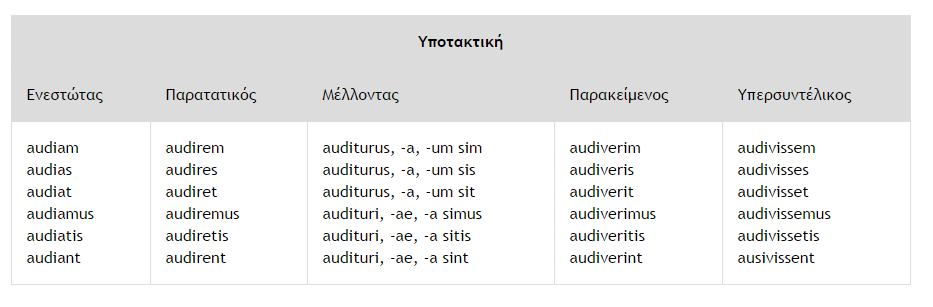 Υποτακτική
Ενεστώτας Παρατατικός Μέλλοντας Παρακείμενος Υπερσυντέλικος
audiam audirem auditurus, -a, -um sim audiverim audivissem
audias audires auditurus, -a, -um sis audiveris audivisses
audiat audiret auditurus, -a, -um sit audiverit audivisset
audiamus audiremus audituri, -ae, -a simus audiverimus audivissemus
audiatis audiretis audituri, -ae, -a sitis audiveritis audivissetis
audiant audirent audituri, -ae, -a sint audiverint ausivissent